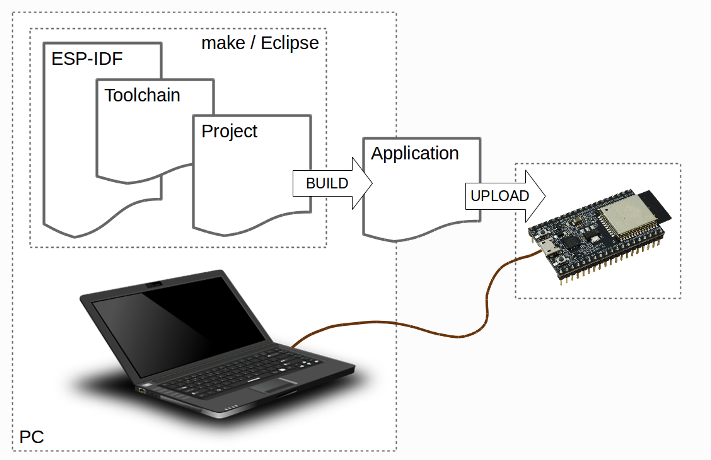 make / Eclipse
ESP-IDF
Toolchain
Project
BUILD
Application
UPLOAD
PC